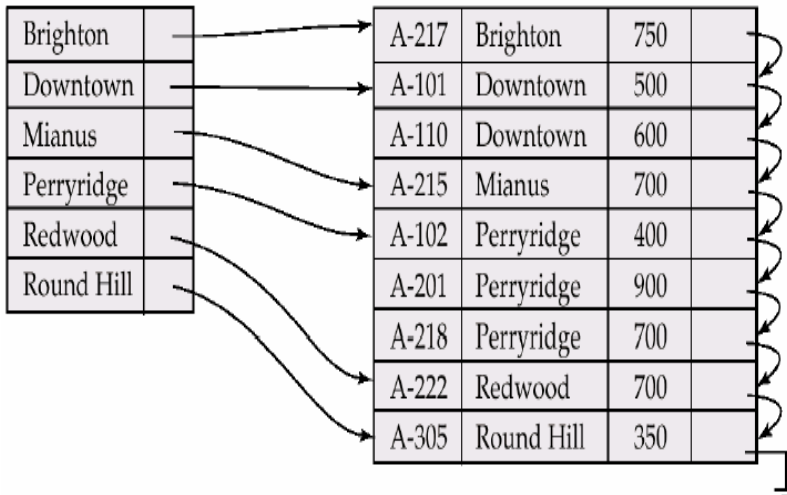 Brighton
Downtown
Mianus
Perryridge
Redwood
Round Hill
A-217 Brighton 750
A-101 Downtown 500
A-110 Downtown 600
A-215 Mianus 700
A-102 Perryridge 400
A-201 Perryridge 900
A-218 Perryridge 700
A-222 Redwood 700
A-305 Round Hill 350